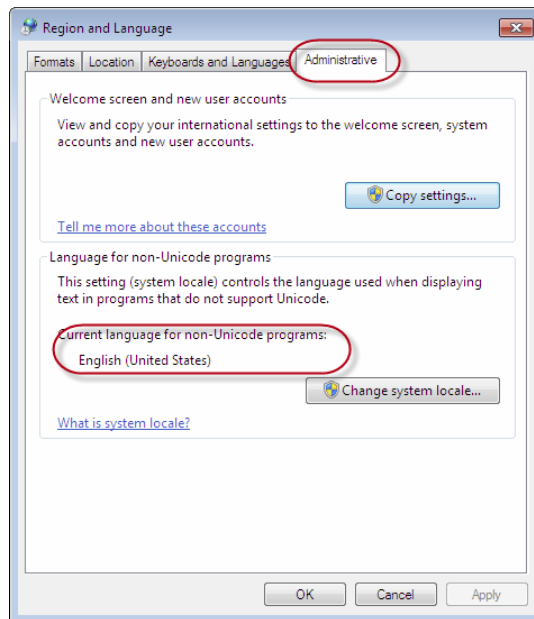 Region and Language
Formats Location Keyboards and Languages Administrative
Welcome screen and new user accounts
View and copy your international settings to the welcome screen, system
accounts and new user accounts.
Copy settings...
Tell me more about these accounts
Language for non-Unicode programs
This setting (system locale) controls the language used when displaying
text in programs that do not support Unicode.
Current language for non-Unicode programs:
English (United States)
Change system locale...
What is system locale?
OK Cancel Apply